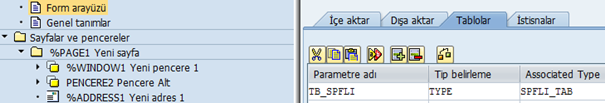 Form arayüzü
Genel tanımlar
Sayfalar ve pencereler
%PAGE1 Yeni sayfa
%WINDOW1 Yeni pencere 1
PENCERE2 Pencere Alt
%ADDRESS1 Yeni adres 1
İçe aktar Dışa aktar Tablolar İstisnalar
Parametre adı Tip belirleme Associated Type
TB_SPFLI TYPE SPFLI_TAB